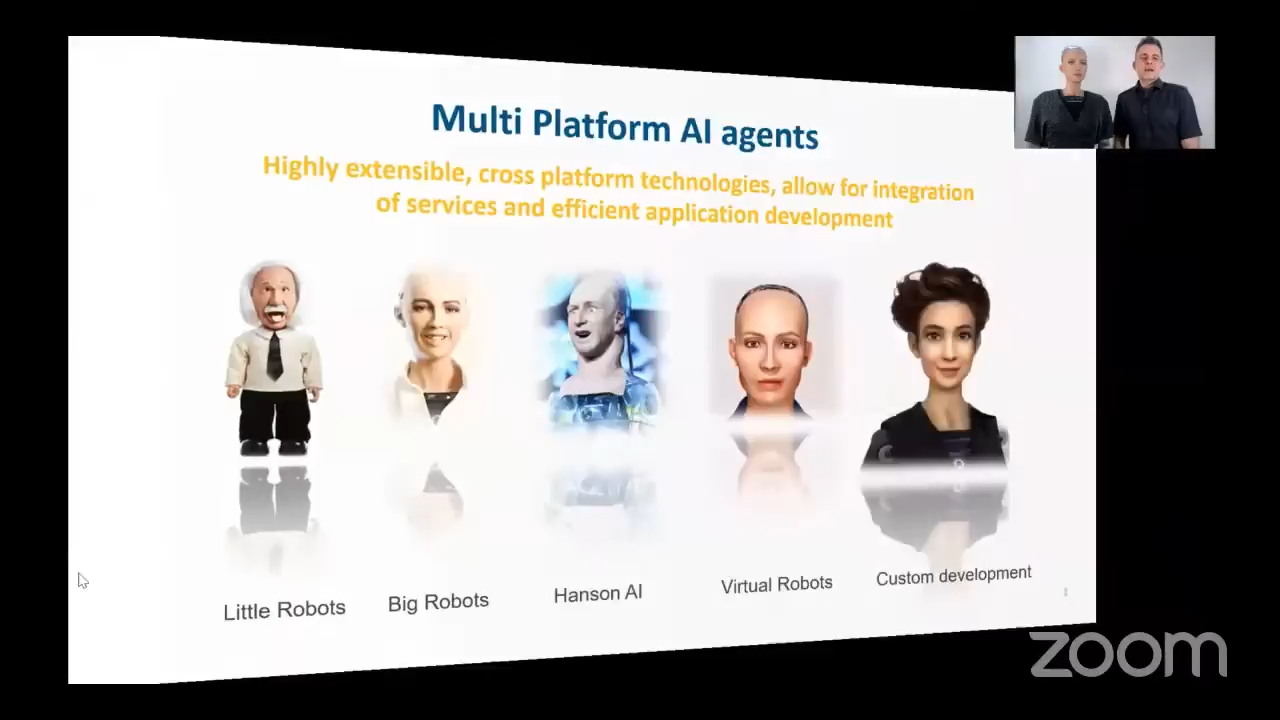 Multi Platform AI agents
Highly extensible, cross platform technologies, allow for integration
of services and efficient application development
Little Robots
Big Robots
Hanson AI
Virtual Robots
Custom development
zoom